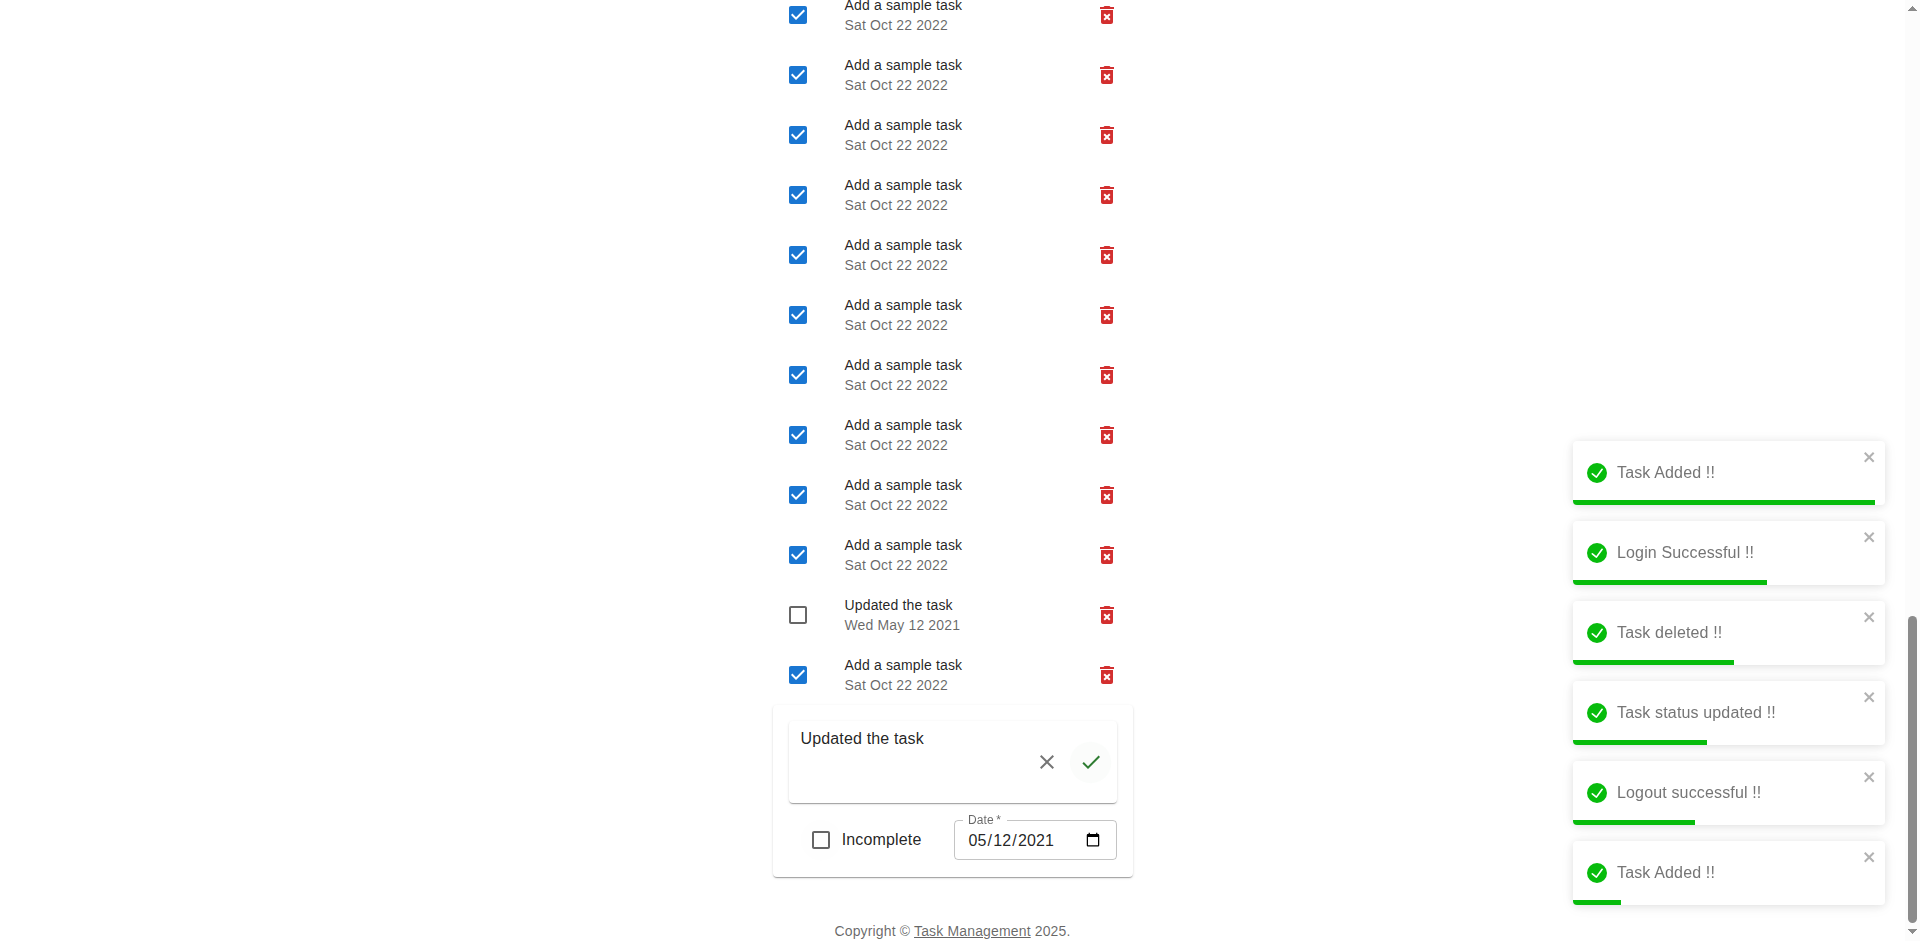 Add a sample task
Sat Oct 22 2022
Add a sample task
Sat Oct 22 2022
Add a sample task
Sat Oct 22 2022
Add a sample task
Sat Oct 22 2022
Add a sample task
Sat Oct 22 2022
Add a sample task
Sat Oct 22 2022
Add a sample task
Sat Oct 22 2022
Add a sample task
Sat Oct 22 2022
Add a sample task
Sat Oct 22 2022
Add a sample task
Sat Oct 22 2022
Updated the task
Wed May 12 2021
Add a sample task
Sat Oct 22 2022
Updated the task
Incomplete
Date *
05/12/2021
Copyright © Task Management 2025.
Task Added !!
Login Successful !!
Task deleted !!
Task status updated !!
Logout successful !!
Task Added !!